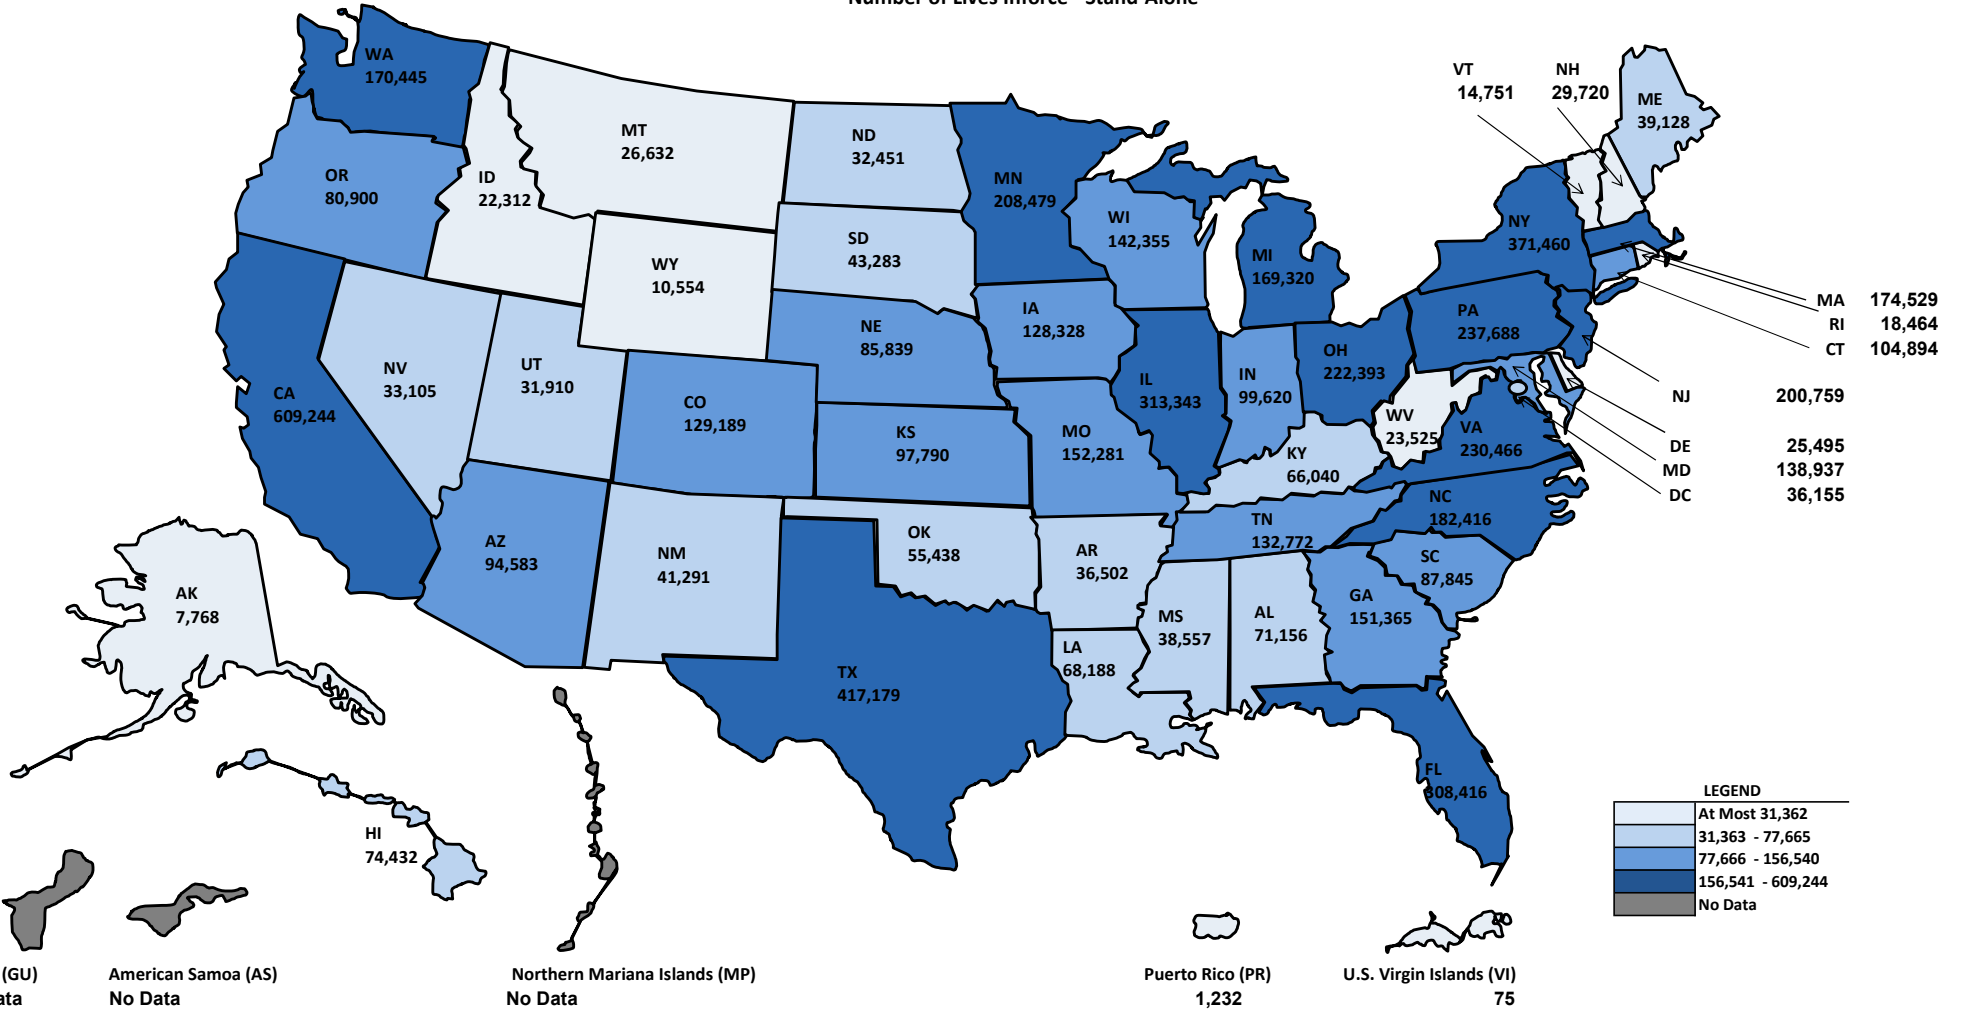 Number of Lives Inforce - Stand-Alone
WA
170,445
MT
26,632
ND
32,451
VT
14,751
NH
29,720
ME
39,128
OR
80,900
ID
22,312
MN
208,479
WI
142,355
NY
371,460
SD
43,283
MI
169,320
WY
10,554
MA 174,529
RI 18,464
CT 104,894
IA
128,328
PA
237,688
NE
85,839
NV
33,105
UT
31,910
CA
609,244
CO
129,189
IL
313,343
IN
99,620
OH
222,393
NJ 200,759
WV
23,525
VA
230,466
DE 25,495
MD 138,937
DC 36,155
KS
97,790
MO
152,281
KY
66,040
NC
182,416
TN
132,772
AZ
94,583
NM
41,291
OK
55,438
AR
36,502
SC
87,845
GA
151,365
AK
7,768
MS
38,557
AL
71,156
LA
68,188
TX
417,179
FL
308,416
HI
74,432
LEGEND
At Most 31,362
31,363 - 77,665
77,666 - 156,540
156,541 - 609,244
No Data
(GU)
American Samoa (AS)
No Data
Northern Mariana Islands (MP)
No Data
Puerto Rico (PR)
1,232
U.S. Virgin Islands (VI)
75